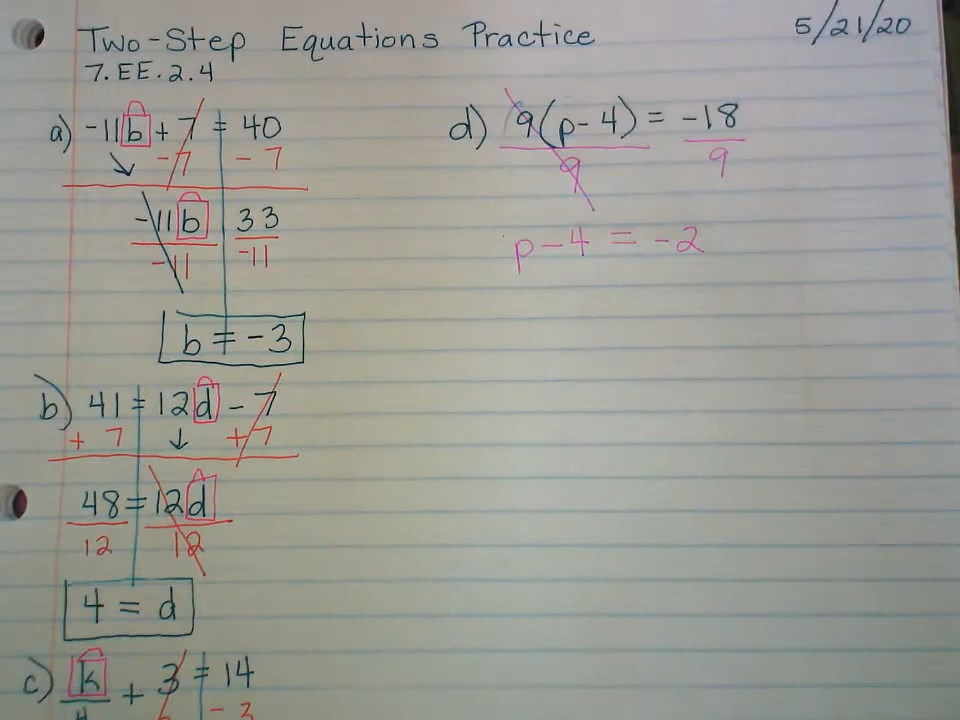 Two-Step Equations Practice 5/21/20
7.EE.2.4
a) -11b + 7 = 40
-7 -7
-11b 33
-11 -11
b = -3
b) 41 = 12d - 7
+ 7 + 7
48 = 12d
12 12
4 = d
c) k + 3 = 14
- 3
d) 9(p-4) = -18
9 9
p-4 = -2